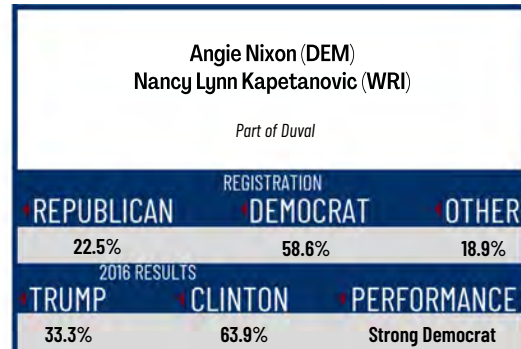 Angie Nixon (DEM)
Nancy Lynn Kapetanovic (WRI)
Part of Duval
REGISTRATION
REPUBLICAN DEMOCRAT OTHER
22.5% 58.6% 18.9%
2016 RESULTS
TRUMP CLINTON PERFORMANCE
33.3% 63.9% Strong Democrat